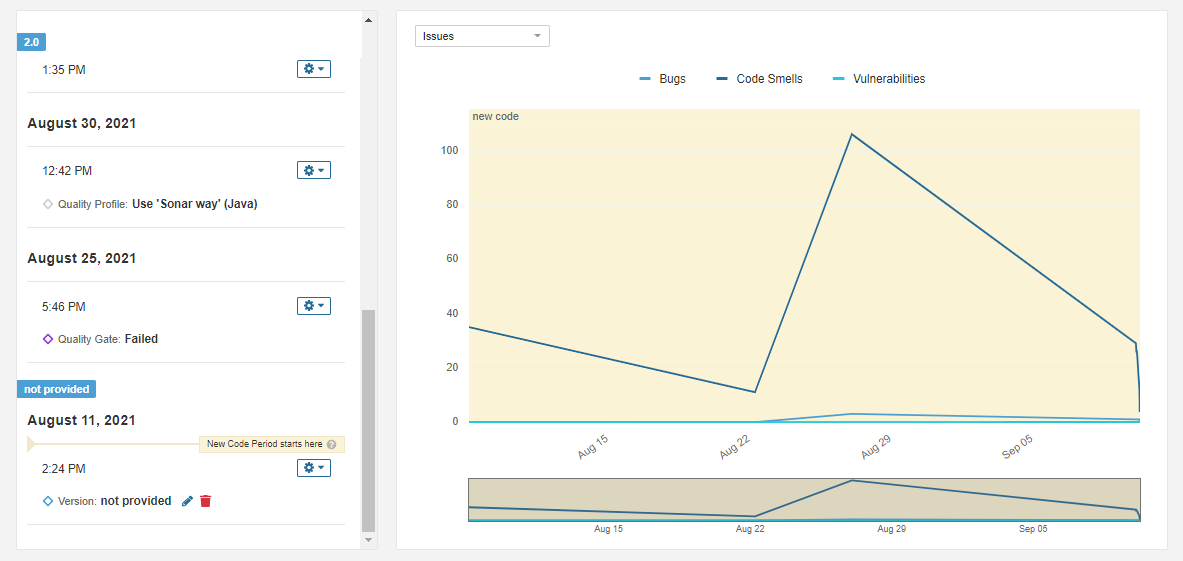 2.0
1:35 PM
August 30, 2021
12:42 PM
Quality Profile: Use 'Sonar way' (Java)
August 25, 2021
5:46 PM
Quality Gate: Failed
not provided
August 11, 2021
New Code Period starts here ?
2:24 PM
Version: not provided
Issues
Bugs
Code Smells
Vulnerabilities
new code
100
80
60
40
20
0
Aug 15
Aug 22
Aug 29
Sep 05
Aug 15
Aug 22
Aug 29
Sep 05